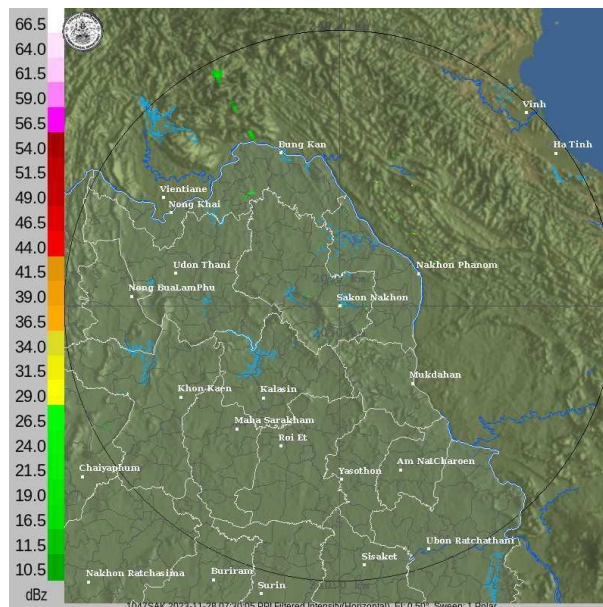 66.5
64.0
61.5
59.0
56.5
54.0
51.5
49.0
46.5
44.0
41.5
39.0
36.5
34.0
31.5
29.0
26.5
24.0
21.5
19.0
16.5
14.0
11.5
10.5
dBz
Vinh
Ha Tinh
Bung Kan
Vientiane
Nong Khai
Udon Thani
Nakhon Phanom
Nong BuaLamPhu
Sakon Nakhon
Mukdahan
Khon Kaen
Kalasin
Maha Sarakham
Roi Et
Chaiyaphum
Am NatCharoen
Yasothon
Ubon Ratchathani
Sisaket
Nakhon Ratchasima
Buriram
Surin